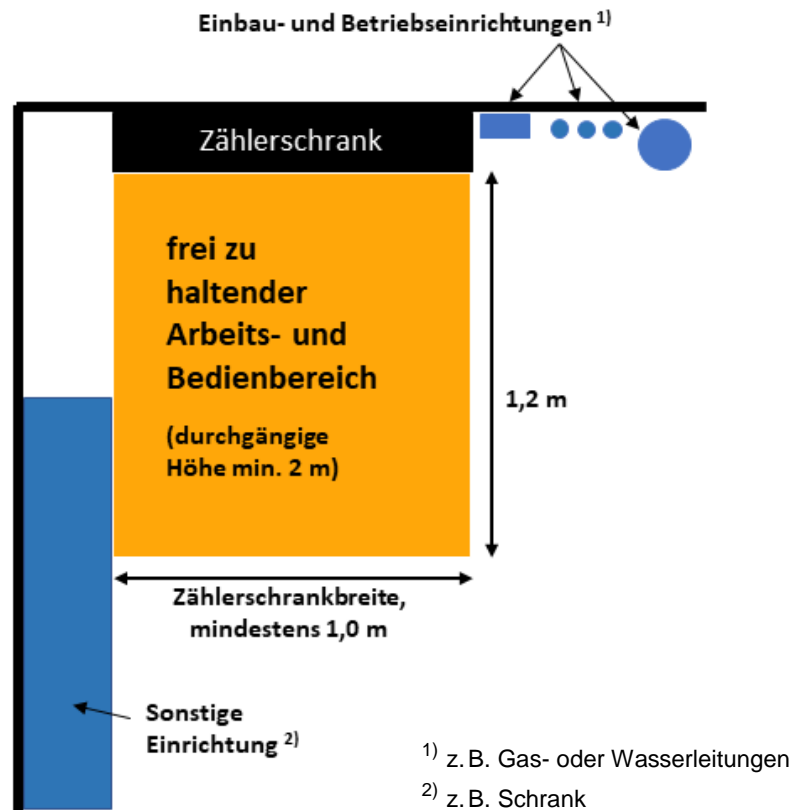 Einbau- und Betriebseinrichtungen 1)
Zählerschrank
frei zu
haltender
Arbeits- und
Bedienbereich
(durchgängige
Höhe min. 2 m)
1,2 m
Zählerschrankbreite,
mindestens 1,0 m
Sonstige
Einrichtung 2)
1) z.B. Gas- oder Wasserleitungen
2) z.B. Schrank